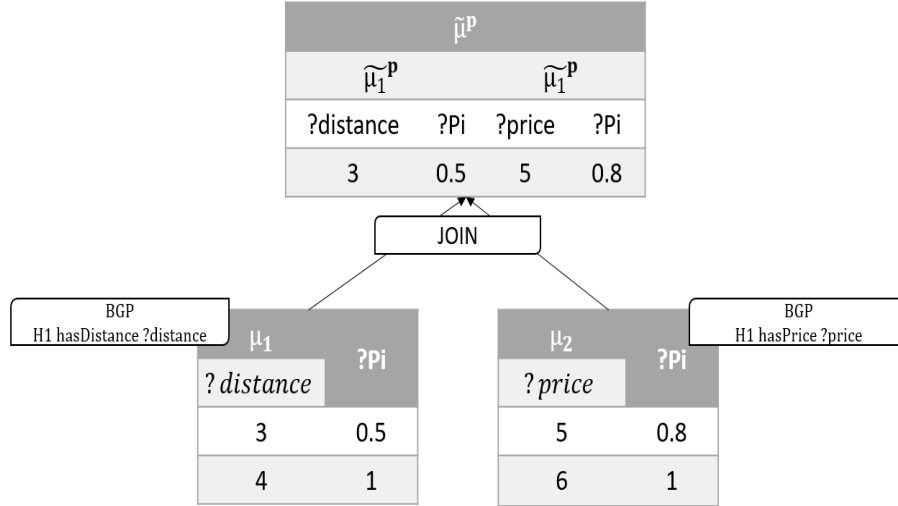 μ̃ᵖ
μ̃₁ᵖ μ̃₁ᵖ
?distance ?Pi ?price ?Pi
3 0.5 5 0.8
JOIN
BGP
H1 hasDistance ?distance
μ₁ ?Pi
? distance
3 0.5
4 1
μ₂ ?Pi
? price
5 0.8
6 1
BGP
H1 hasPrice ?price